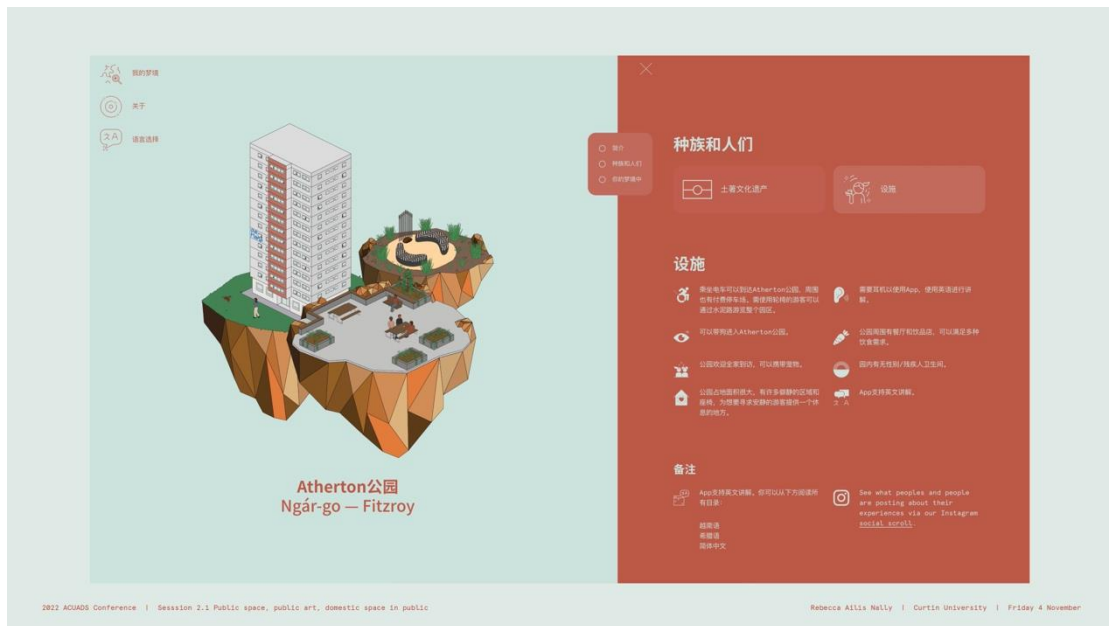 我的梦境
关于
语言选择
Atherton公园
Ngár-go — Fitzroy
简介
种族和人们
你的梦境中
种族和人们
土著文化遗产
设施
设施
乘坐电车可以到达Atherton公园，周围
也有付费停车场。需使用轮椅的游客可以
通过水泥路游览整个园区。
需要耳机以使用App，使用英语进行讲
解。
可以带狗进入Atherton公园。
公园周围有餐厅和饮品店，可以满足多种
饮食需求。
公园欢迎全家到访，可以携带宠物。
园内有无性别/残疾人卫生间。
公园占地面积很大，有许多僻静的区域和
座椅，为想要寻求安静的游客提供一个休
息的地方。
App支持英文讲解。
备注
App支持英文讲解。你可以从下方阅读所
有目录：
越南语
希腊语
简体中文
See what peoples and people
are posting about their
experiences via our Instagram
social scroll.
2022 ACUADS Conference | Sesssion 2.1 Public space, public art, domestic space in public
Rebecca Ailis Nally | Curtin University | Friday 4 November